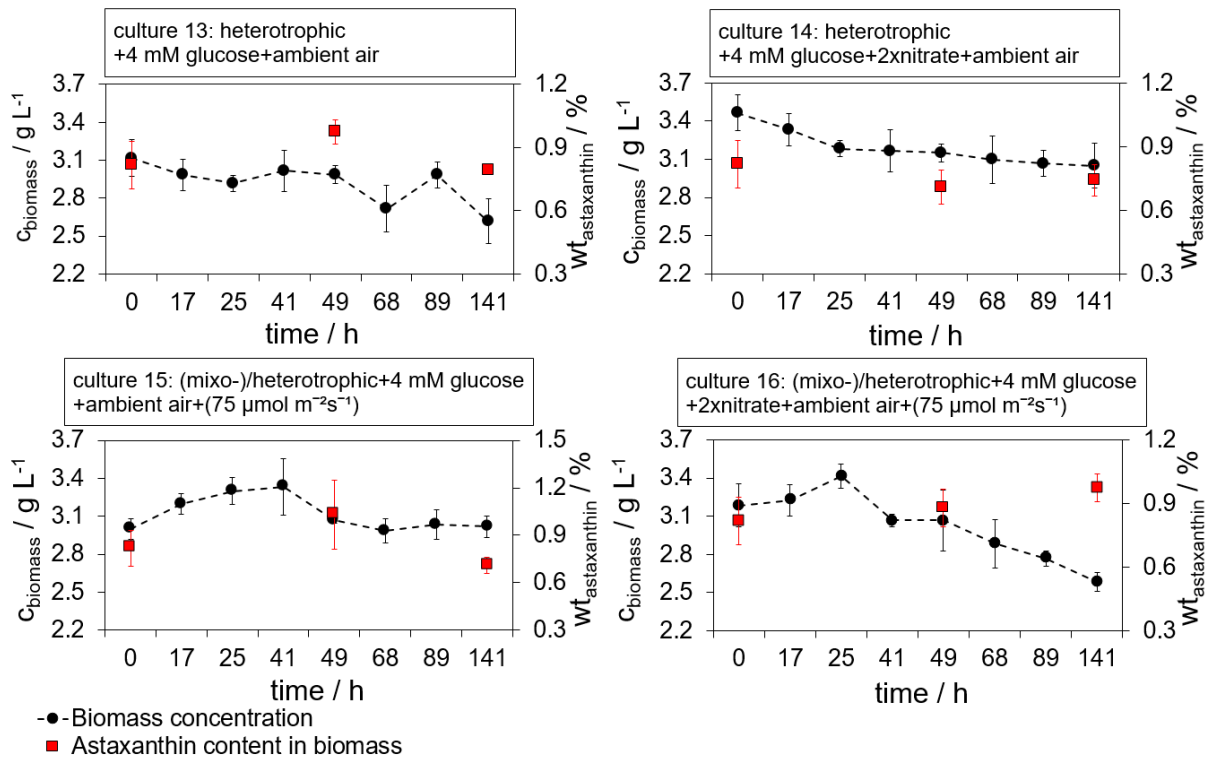 culture 13: heterotrophic
+4 mM glucose+ambient air
culture 14: heterotrophic
+4 mM glucose+2xnitrate+ambient air
3.7
3.4
3.1
2.8
2.5
2.2
c_biomass / g L⁻¹
1.2
0.9
0.6
0.3
wt_astaxanthin / %
0 17 25 41 49 68 89 141
time / h
3.7
3.4
3.1
2.8
2.5
2.2
c_biomass / g L⁻¹
1.2
0.9
0.6
0.3
wt_astaxanthin / %
0 17 25 41 49 68 89 141
time / h
culture 15: (mixo-)/heterotrophic+4 mM glucose
+ambient air+(75 µmol m⁻²s⁻¹)
culture 16: (mixo-)/heterotrophic+4 mM glucose
+2xnitrate+ambient air+(75 µmol m⁻²s⁻¹)
3.7
3.4
3.1
2.8
2.5
2.2
c_biomass / g L⁻¹
1.5
1.2
0.9
0.6
0.3
wt_astaxanthin / %
0 17 25 41 49 68 89 141
time / h
3.7
3.4
3.1
2.8
2.5
2.2
c_biomass / g L⁻¹
1.2
0.9
0.6
0.3
wt_astaxanthin / %
0 17 25 41 49 68 89 141
time / h
Biomass concentration
Astaxanthin content in biomass